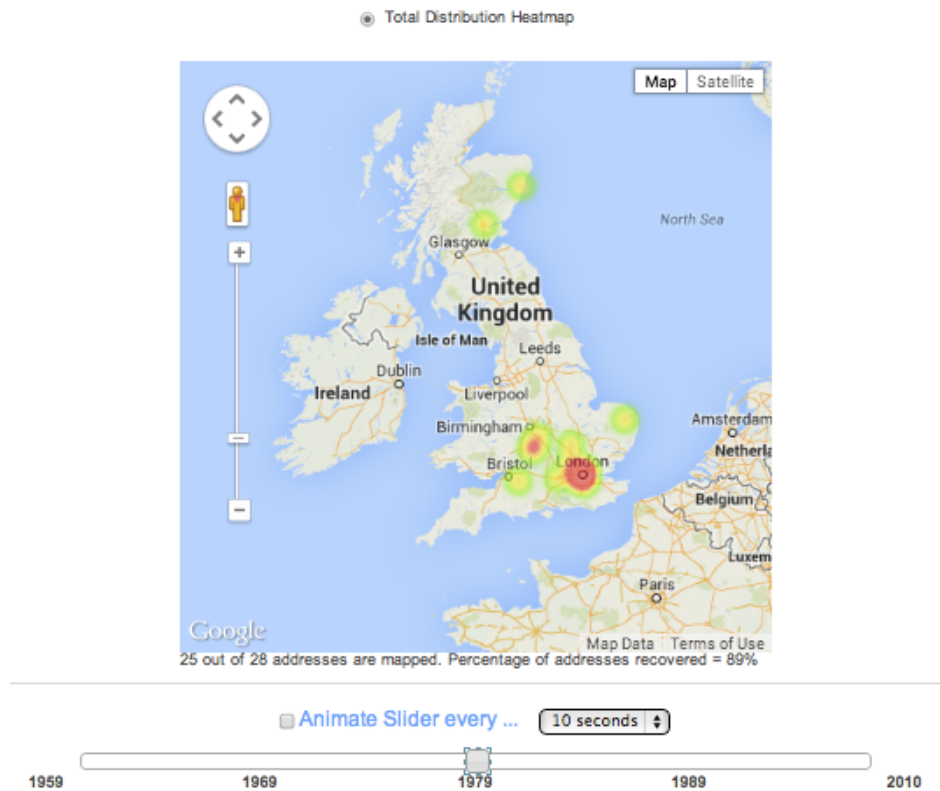 Total Distribution Heatmap
Map Satellite
North Sea
Glasgow
United
Kingdom
Isle of Man
Leeds
Dublin
Ireland
Liverpool
Amsterdam
Birmingham
Netherla
Bristol London
Belgium
Luxem
Paris
Google
Map Data Terms of Use
25 out of 28 addresses are mapped. Percentage of addresses recovered = 89%
Animate Slider every ... 10 seconds
1959 1969 1979 1989 2010